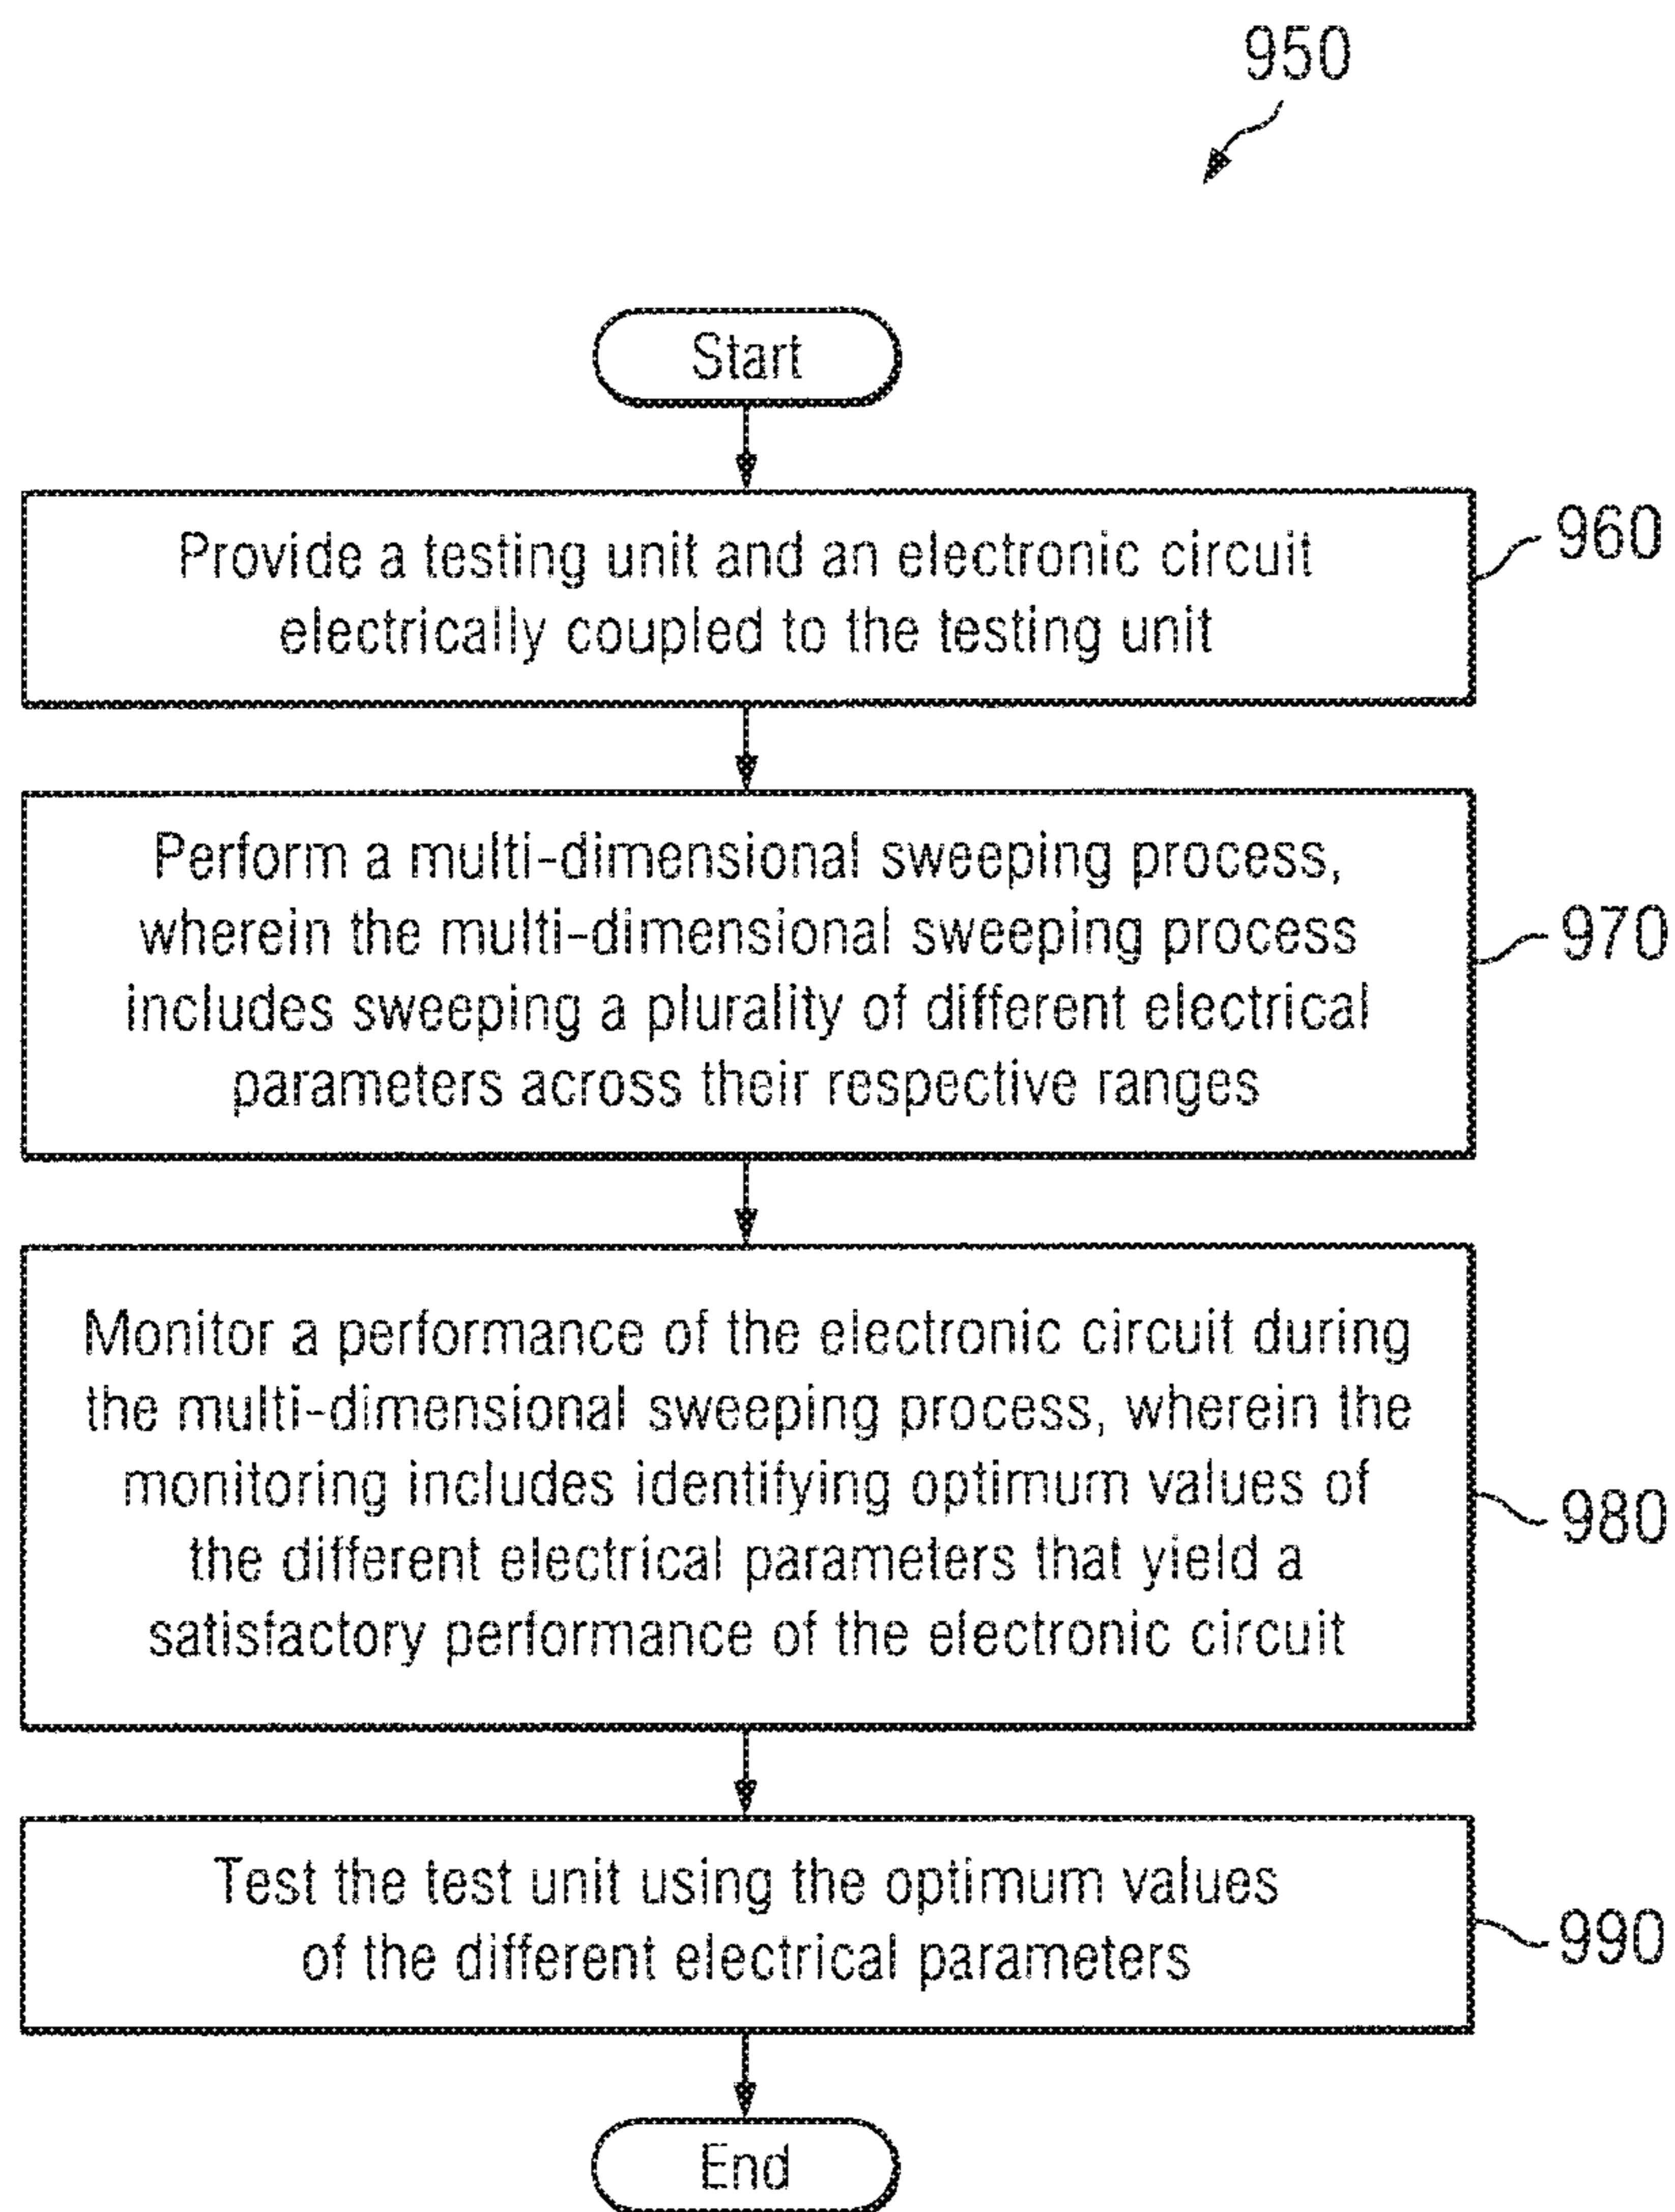 950
Start
Provide a testing unit and an electronic circuit
electrically coupled to the testing unit
960
Perform a multi-dimensional sweeping process,
wherein the multi-dimensional sweeping process
includes sweeping a plurality of different electrical
parameters across their respective ranges
970
Monitor a performance of the electronic circuit during
the multi-dimensional sweeping process, wherein the
monitoring includes identifying optimum values of
the different electrical parameters that yield a
satisfactory performance of the electronic circuit
980
Test the test unit using the optimum values
of the different electrical parameters
990
End